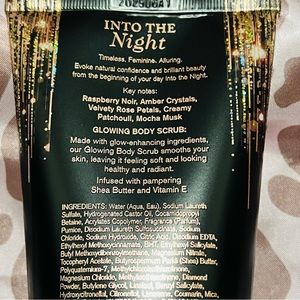 INTO THE
Night
Timeless. Feminine. Alluring.
Evoke natural confidence and brilliant beauty
from the beginning of your day into the Night.
Key notes:
Raspberry Noir, Amber Crystals,
Velvety Rose Petals, Creamy
Patchouli, Mocha Musk
GLOWING BODY SCRUB:
Made with glow-enhancing ingredients,
our Glowing Body Scrub smooths your
skin, leaving it feeling soft and looking
healthy and radiant.
Infused with pampering
Shea Butter and Vitamin E
INGREDIENTS: Water (Aqua, Eau), Sodium Laureth
Sulfate, Hydrogenated Castor Oil, Cocamidopropyl
Betaine, Acrylates Copolymer, Fragrance (Parfum),
Pumice, Disodium Laureth Sulfosuccinate, Sodium
Chloride, Sodium Hydroxide, Citric Acid, Disodium EDTA,
Ethylhexyl Methoxycinnamate, BHT, Ethylhexyl Salicylate,
Butyl Methoxydibenzoylmethane, Magnesium Nitrate,
Tocopheryl Acetate, Butyrospermum Parkii (Shea) Butter,
Polyquaternium-7, Methylchloroisothiazolinone,
Magnesium Chloride, Methylisothiazolinone, Diamond
Powder, Butylene Glycol, Linalool, Benzyl Salicylate,
Hydroxycitronellal, Citronellol, Limonene, Coumarin, Mica